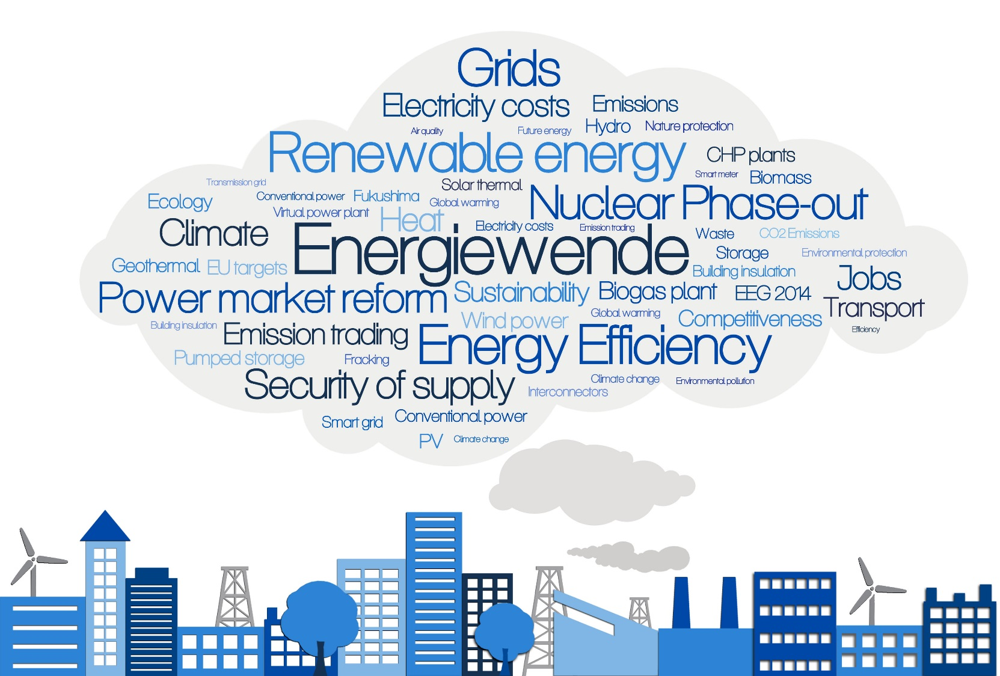 Grids
Electricity costs
Emissions
Air quality
Future energy
Hydro
Nature protection
Renewable energy
CHP plants
Smart meter
Biomass
Transmission grid
Solar thermal
Ecology
Conventional power
Fukushima
Global warming
Nuclear Phase-out
Virtual power plant
Heat
Climate
Electricity costs
Emission trading
Waste
CO2 Emissions
Energiewende
Storage
Environmental protection
Geothermal
EU targets
Building insulation
Jobs
Power market reform
Sustainability
Biogas plant
EEG 2014
Transport
Wind power
Global warming
Competitiveness
Building insulation
Emission trading
Efficiency
Energy Efficiency
Pumped storage
Fracking
Security of supply
Climate change
Environmental pollution
Interconnectors
Smart grid
Conventional power
PV
Climate change